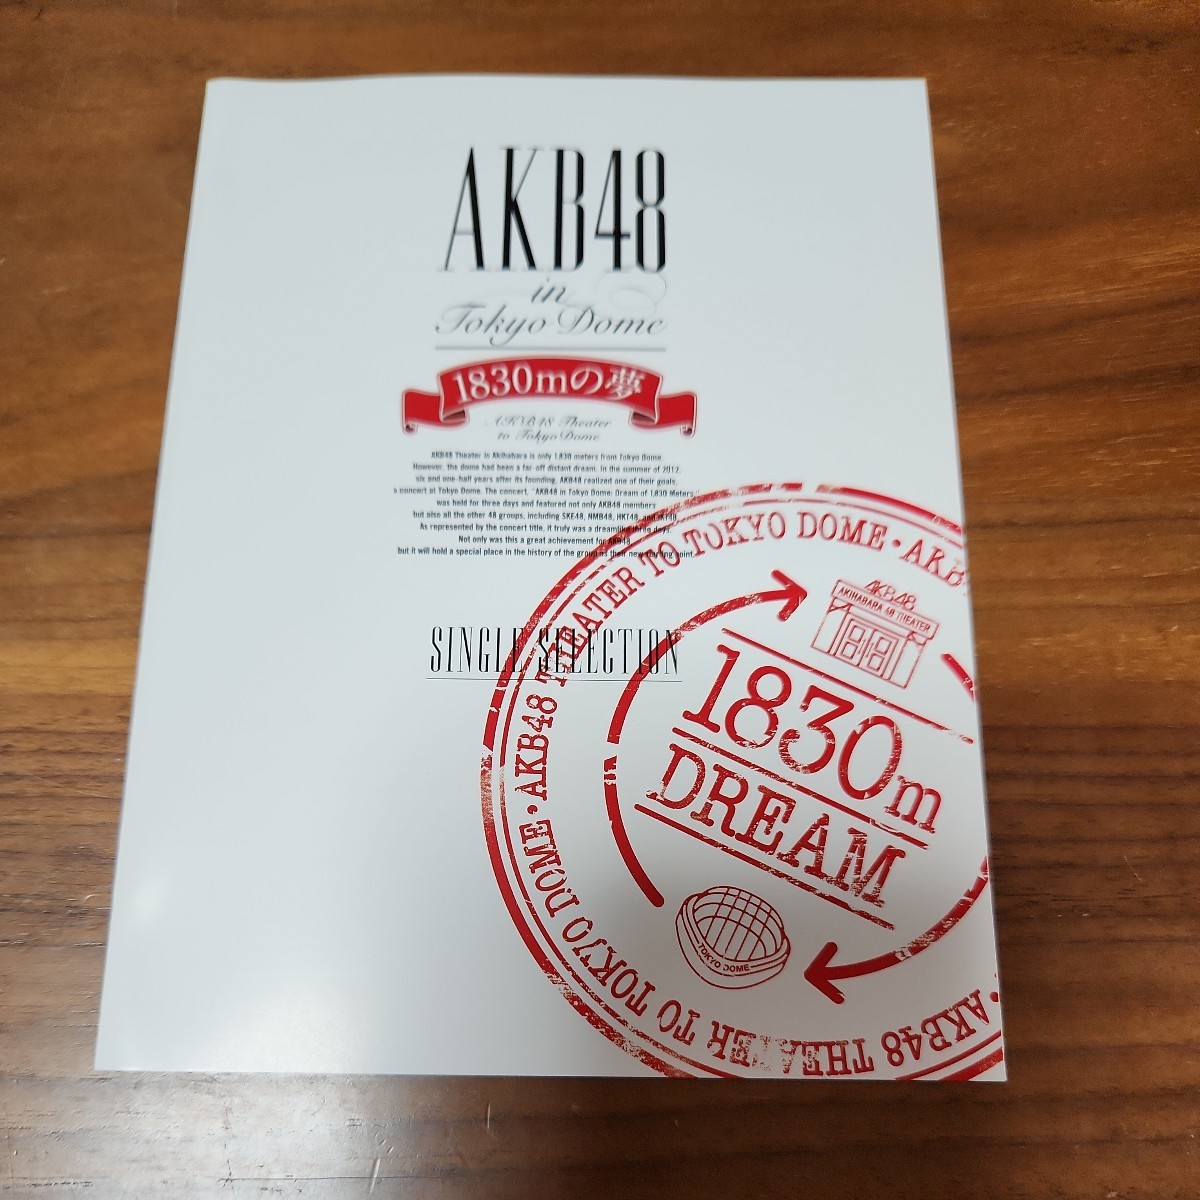 AKB48
in
Tokyo Dome
1830mの夢
AKB48 Theater
to Tokyo Dome
AKB48 Theater in Akihabara is only 1,830 meters from Tokyo Dome.
However, the dome had been a far-off distant dream. In the summer of 2012,
six and one-half years after its founding, AKB48 realized one of their goals,
a concert at Tokyo Dome. The concert, "AKB48 in Tokyo Dome: Dream of 1,830 Meters,"
was held for three days and featured not only AKB48 members
but also all the other 48 groups, including SKE48, NMB48, HKT48, and JKT48.
As represented by the concert title, it truly was a dreamlike three days.
Not only was this a great achievement for AKB48,
but it will hold a special place in the history of the group as their new starting point.
SINGLE SELECTION
AKB48 THEATER TO TOKYO DOME・AKB
AKB48
AKIHABARA 48 THEATER
1830m
DREAM
TOKYO DOME
・AKB48 THEATER TO TOKYO DOME・